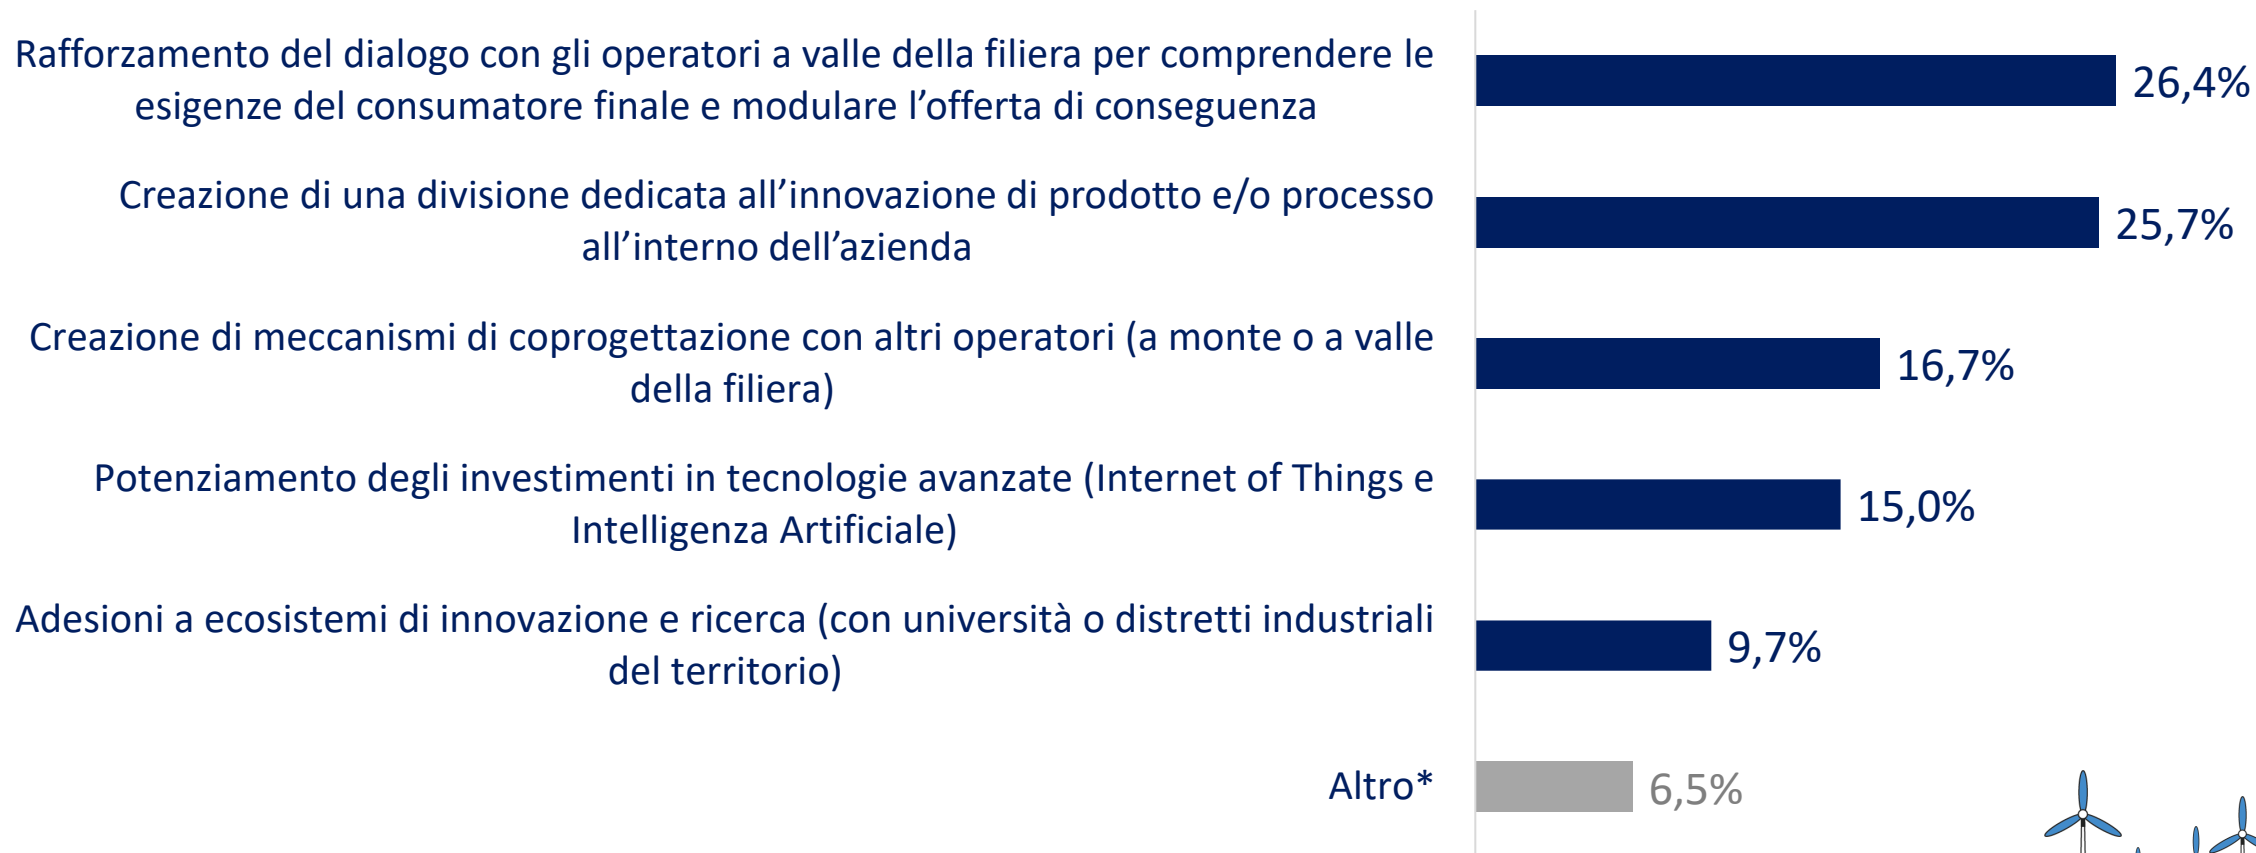 Rafforzamento del dialogo con gli operatori a valle della filiera per comprendere le
esigenze del consumatore finale e modulare l’offerta di conseguenza
26,4%
Creazione di una divisione dedicata all’innovazione di prodotto e/o processo
all’interno dell’azienda
25,7%
Creazione di meccanismi di coprogettazione con altri operatori (a monte o a valle
della filiera)
16,7%
Potenziamento degli investimenti in tecnologie avanzate (Internet of Things e
Intelligenza Artificiale)
15,0%
Adesioni a ecosistemi di innovazione e ricerca (con università o distretti industriali
del territorio)
9,7%
Altro*
6,5%